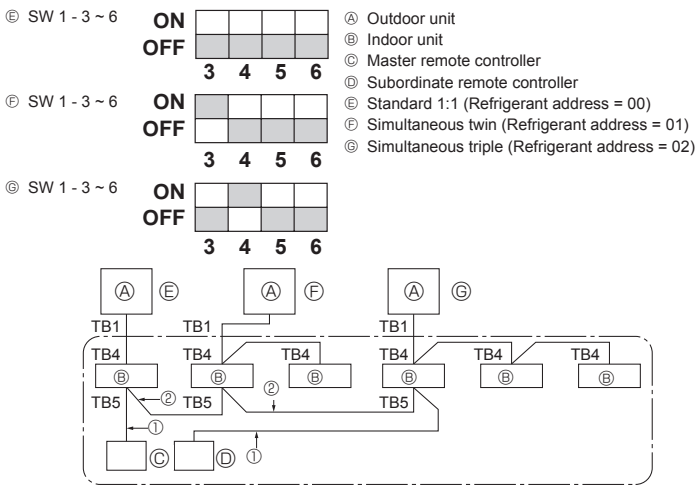 Ⓔ SW 1 - 3 ~ 6
ON
OFF
3 4 5 6
Ⓕ SW 1 - 3 ~ 6
ON
OFF
3 4 5 6
Ⓖ SW 1 - 3 ~ 6
ON
OFF
3 4 5 6
Ⓐ Outdoor unit
Ⓑ Indoor unit
Ⓒ Master remote controller
Ⓓ Subordinate remote controller
Ⓔ Standard 1:1 (Refrigerant address = 00)
Ⓕ Simultaneous twin (Refrigerant address = 01)
Ⓖ Simultaneous triple (Refrigerant address = 02)
Ⓐ Ⓔ Ⓐ Ⓕ Ⓐ Ⓖ
TB1 TB1 TB1
TB4 TB4 TB4 TB4 TB4 TB4
Ⓑ Ⓑ Ⓑ Ⓑ Ⓑ Ⓑ
TB5 ② TB5 ② TB5
① Ⓒ Ⓓ ①